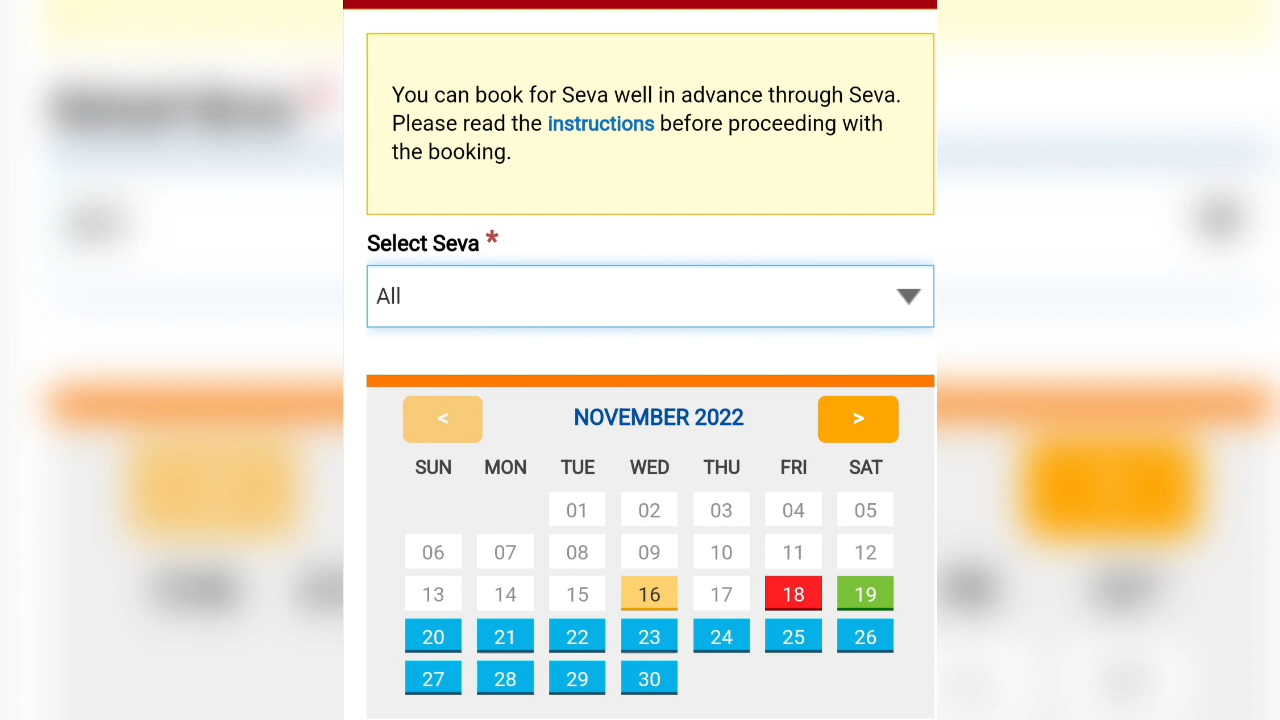 You can book for Seva well in advance through Seva.
Please read the instructions before proceeding with
the booking.
Select Seva *
All
< NOVEMBER 2022 >
SUN MON TUE WED THU FRI SAT
01 02 03 04 05
06 07 08 09 10 11 12
13 14 15 16 17 18 19
20 21 22 23 24 25 26
27 28 29 30